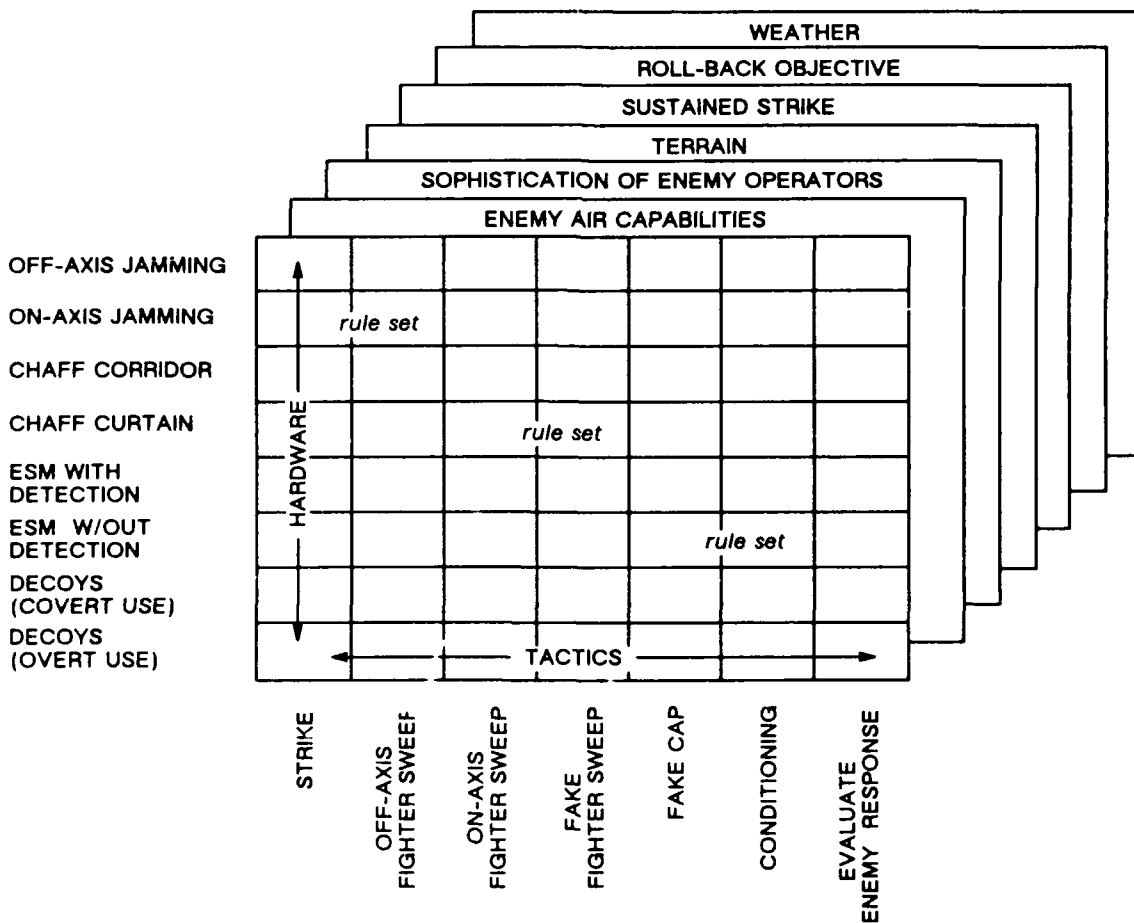 WEATHER
ROLL-BACK OBJECTIVE
SUSTAINED STRIKE
TERRAIN
SOPHISTICATION OF ENEMY OPERATORS
ENEMY AIR CAPABILITIES
OFF-AXIS JAMMING
ON-AXIS JAMMING
rule set
CHAFF CORRIDOR
CHAFF CURTAIN
rule set
HARDWARE
ESM WITH
DETECTION
ESM W/OUT
DETECTION
rule set
DECOYS
(COVERT USE)
DECOYS
(OVERT USE)
TACTICS
STRIKE
OFF-AXIS
FIGHTER SWEEP
ON-AXIS
FIGHTER SWEEP
FAKE
FIGHTER SWEEP
FAKE CAP
CONDITIONING
EVALUATE
ENEMY RESPONSE